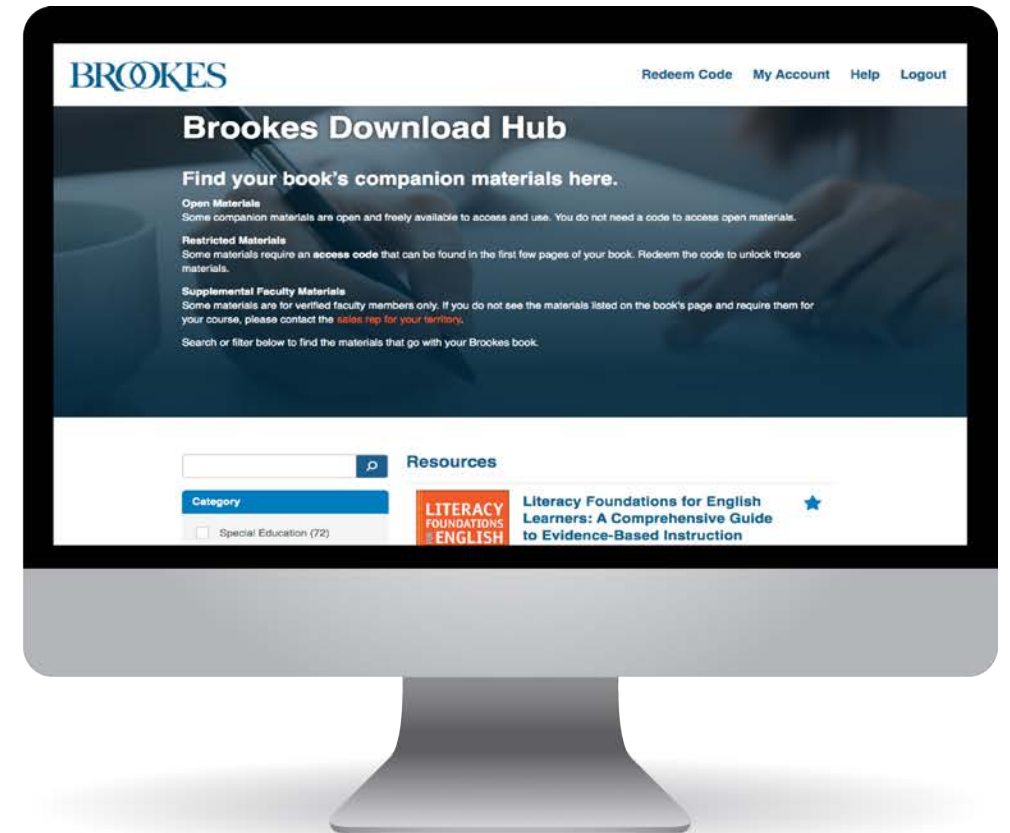 BROOKES
Redeem Code My Account Help Logout
Brookes Download Hub
Find your book's companion materials here.
Open Materials
Some companion materials are open and freely available to access and use. You do not need a code to access open materials.
Restricted Materials
Some materials require an access code that can be found in the first few pages of your book. Redeem the code to unlock those
materials.
Supplemental Faculty Materials
Some materials are for verified faculty members only. If you do not see the materials listed on the book's page and require them for
your course, please contact the sales rep for your territory.
Search or filter below to find the materials that go with your Brookes book.
Resources
Category
Special Education (72)
LITERACY
FOUNDATIONS
ENGLISH
Literacy Foundations for English
Learners: A Comprehensive Guide
to Evidence-Based Instruction